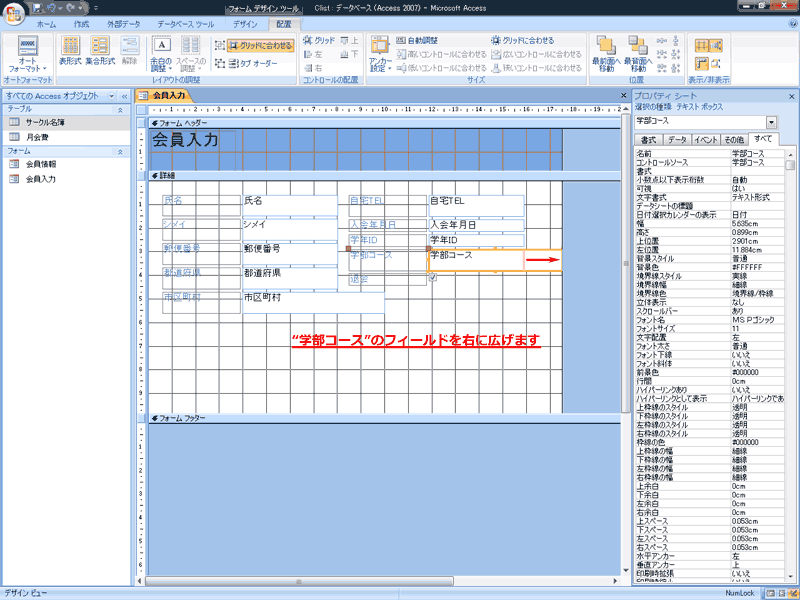 フォーム デザイン ツール
Clist : データベース (Access 2007) - Microsoft Access
ホーム 作成 外部データ データベース ツール デザイン 配置
オートフォーマット
表形式 集合形式 解除
余白の調整 スペースの調整
グリッドに合わせる
タブ オーダー
グリッド 上
左 下
右
アンカー設定
自動調整 グリッドに合わせる
高いコントロールに合わせる 広いコントロールに合わせる
低いコントロールに合わせる 狭いコントロールに合わせる
最前面へ移動 最背面へ移動
オートフォーマット レイアウトの調整 コントロールの配置 サイズ 位置 表示/非表示
すべての Access オブジェクト
テーブル
サークル名簿
月会費
フォーム
会員情報
会員入力
会員入力
フォーム ヘッダー
会員入力
詳細
氏名 氏名 自宅TEL 自宅TEL
シメイ シメイ 入会年月日 入会年月日
学年ID 学年ID
郵便番号 郵便番号 学部コース 学部コース
都道府県 都道府県 退会
市区町村 市区町村
“学部コース”のフィールドを右に広げます
フォーム フッター
プロパティ シート
選択の種類: テキスト ボックス
学部コース
書式 データ イベント その他 すべて
名前 学部コース
コントロールソース 学部コース
書式
小数点以下表示桁数 自動
可視 はい
文字書式 テキスト形式
データシートの標題
日付選択カレンダーの表示 日付
幅 5.635cm
高さ 0.899cm
上位置 2.901cm
左位置 11.884cm
背景スタイル 普通
背景色 #FFFFFF
境界線スタイル 実線
境界線幅 細線
境界線色 境界線/枠線
立体表示 なし
スクロールバー あり
フォント名 MS Pゴシック
フォントサイズ 11
文字配置 左
フォント太さ 普通
フォント下線 いいえ
フォント斜体 いいえ
前景色 #000000
行間 0cm
ハイパーリンクあり いいえ
ハイパーリンクとして表示 ハイパーリンクであ
上枠線のスタイル 透明
下枠線のスタイル 透明
左枠線のスタイル 透明
右枠線のスタイル 透明
枠線の色 #000000
上枠線の幅 細線
下枠線の幅 細線
左枠線の幅 細線
右枠線の幅 細線
上余白 0cm
下余白 0cm
左余白 0cm
右余白 0cm
上スペース 0.053cm
下スペース 0.053cm
左スペース 0.053cm
右スペース 0.053cm
水平アンカー 左
垂直アンカー 上
印刷時拡張 いいえ
デザイン ビュー
NumLock